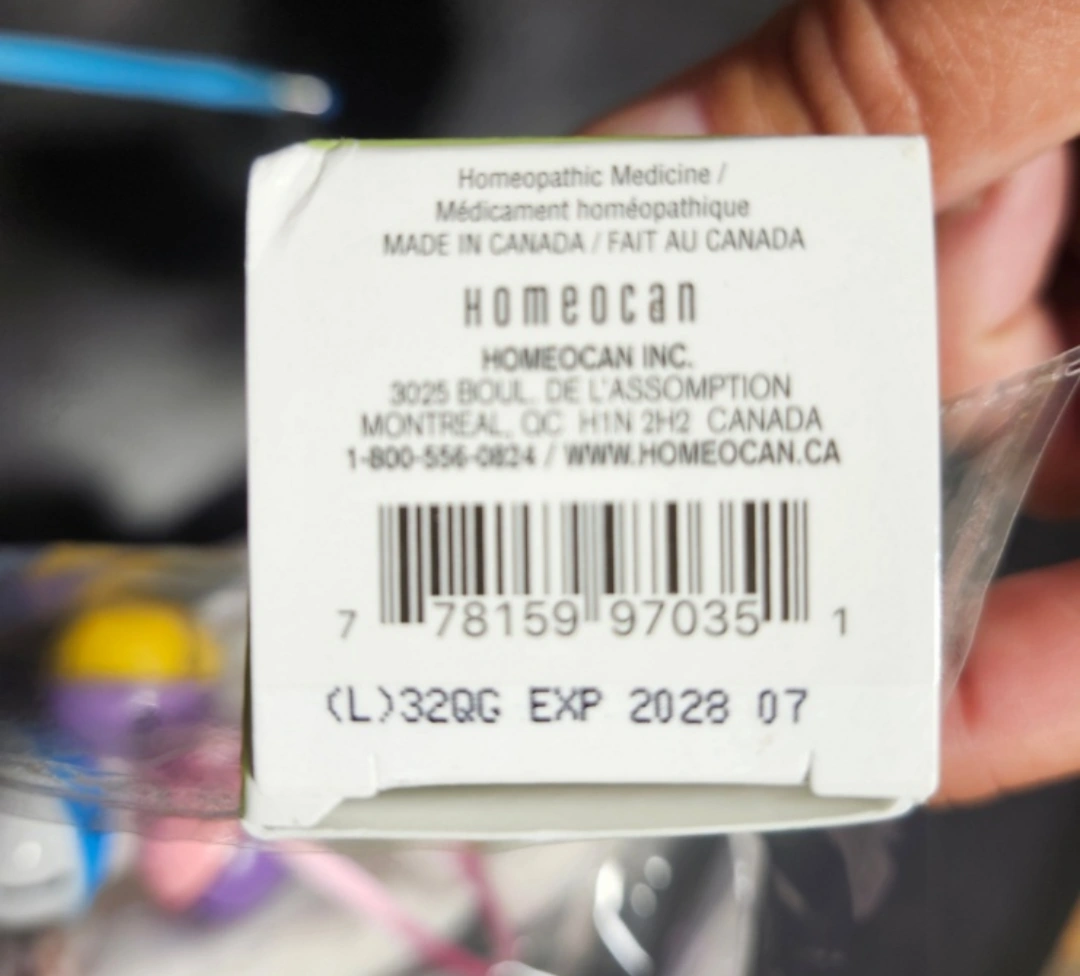 Homeopathic Medicine /
Médicament homéopathique
MADE IN CANADA / FAIT AU CANADA
HOMEOCAN
HOMEOCAN INC.
3025 BOUL. DE L'ASSOMPTION
MONTREAL, QC H1N 2H2 CANADA
1-800-556-0824 / WWW.HOMEOCAN.CA
7 78159 97035 1
(L)32QG EXP 2028 07